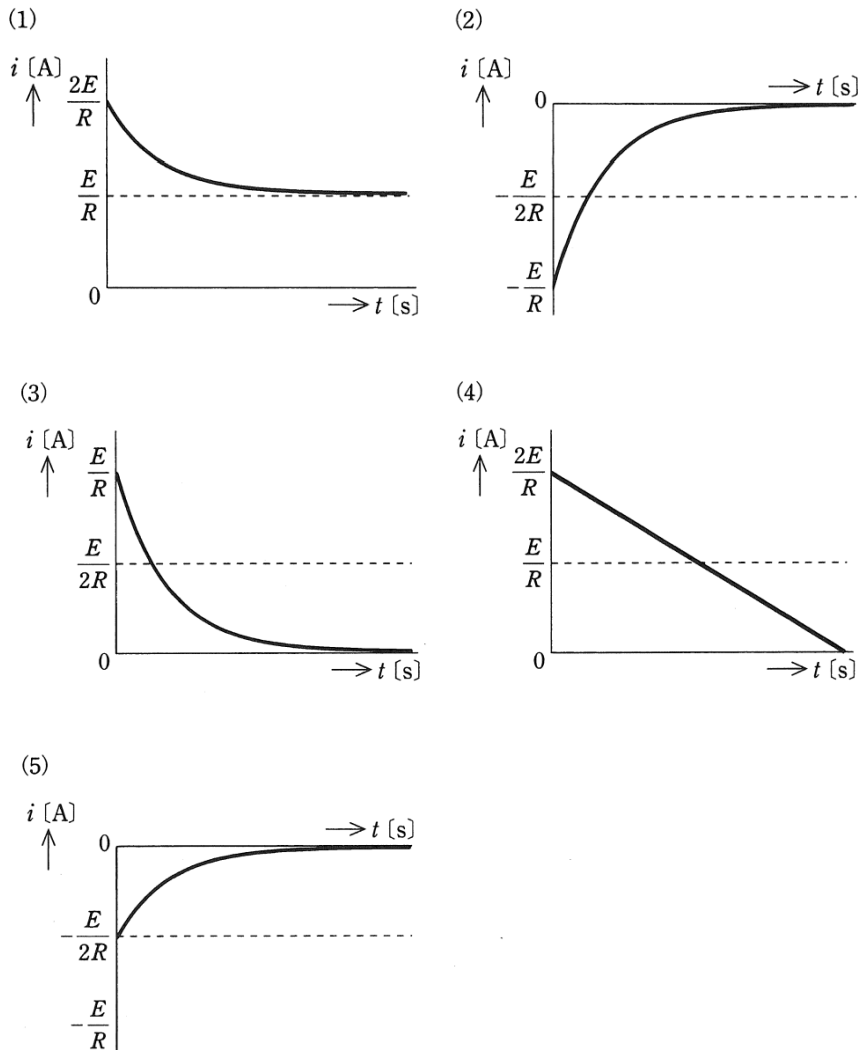 (1)
i〔A〕
2E/R
E/R
0
t〔s〕
(2)
i〔A〕
t〔s〕
0
-E/2R
-E/R
(3)
i〔A〕
E/R
E/2R
0
t〔s〕
(4)
i〔A〕
2E/R
E/R
0
t〔s〕
(5)
i〔A〕
t〔s〕
0
-E/2R
-E/R